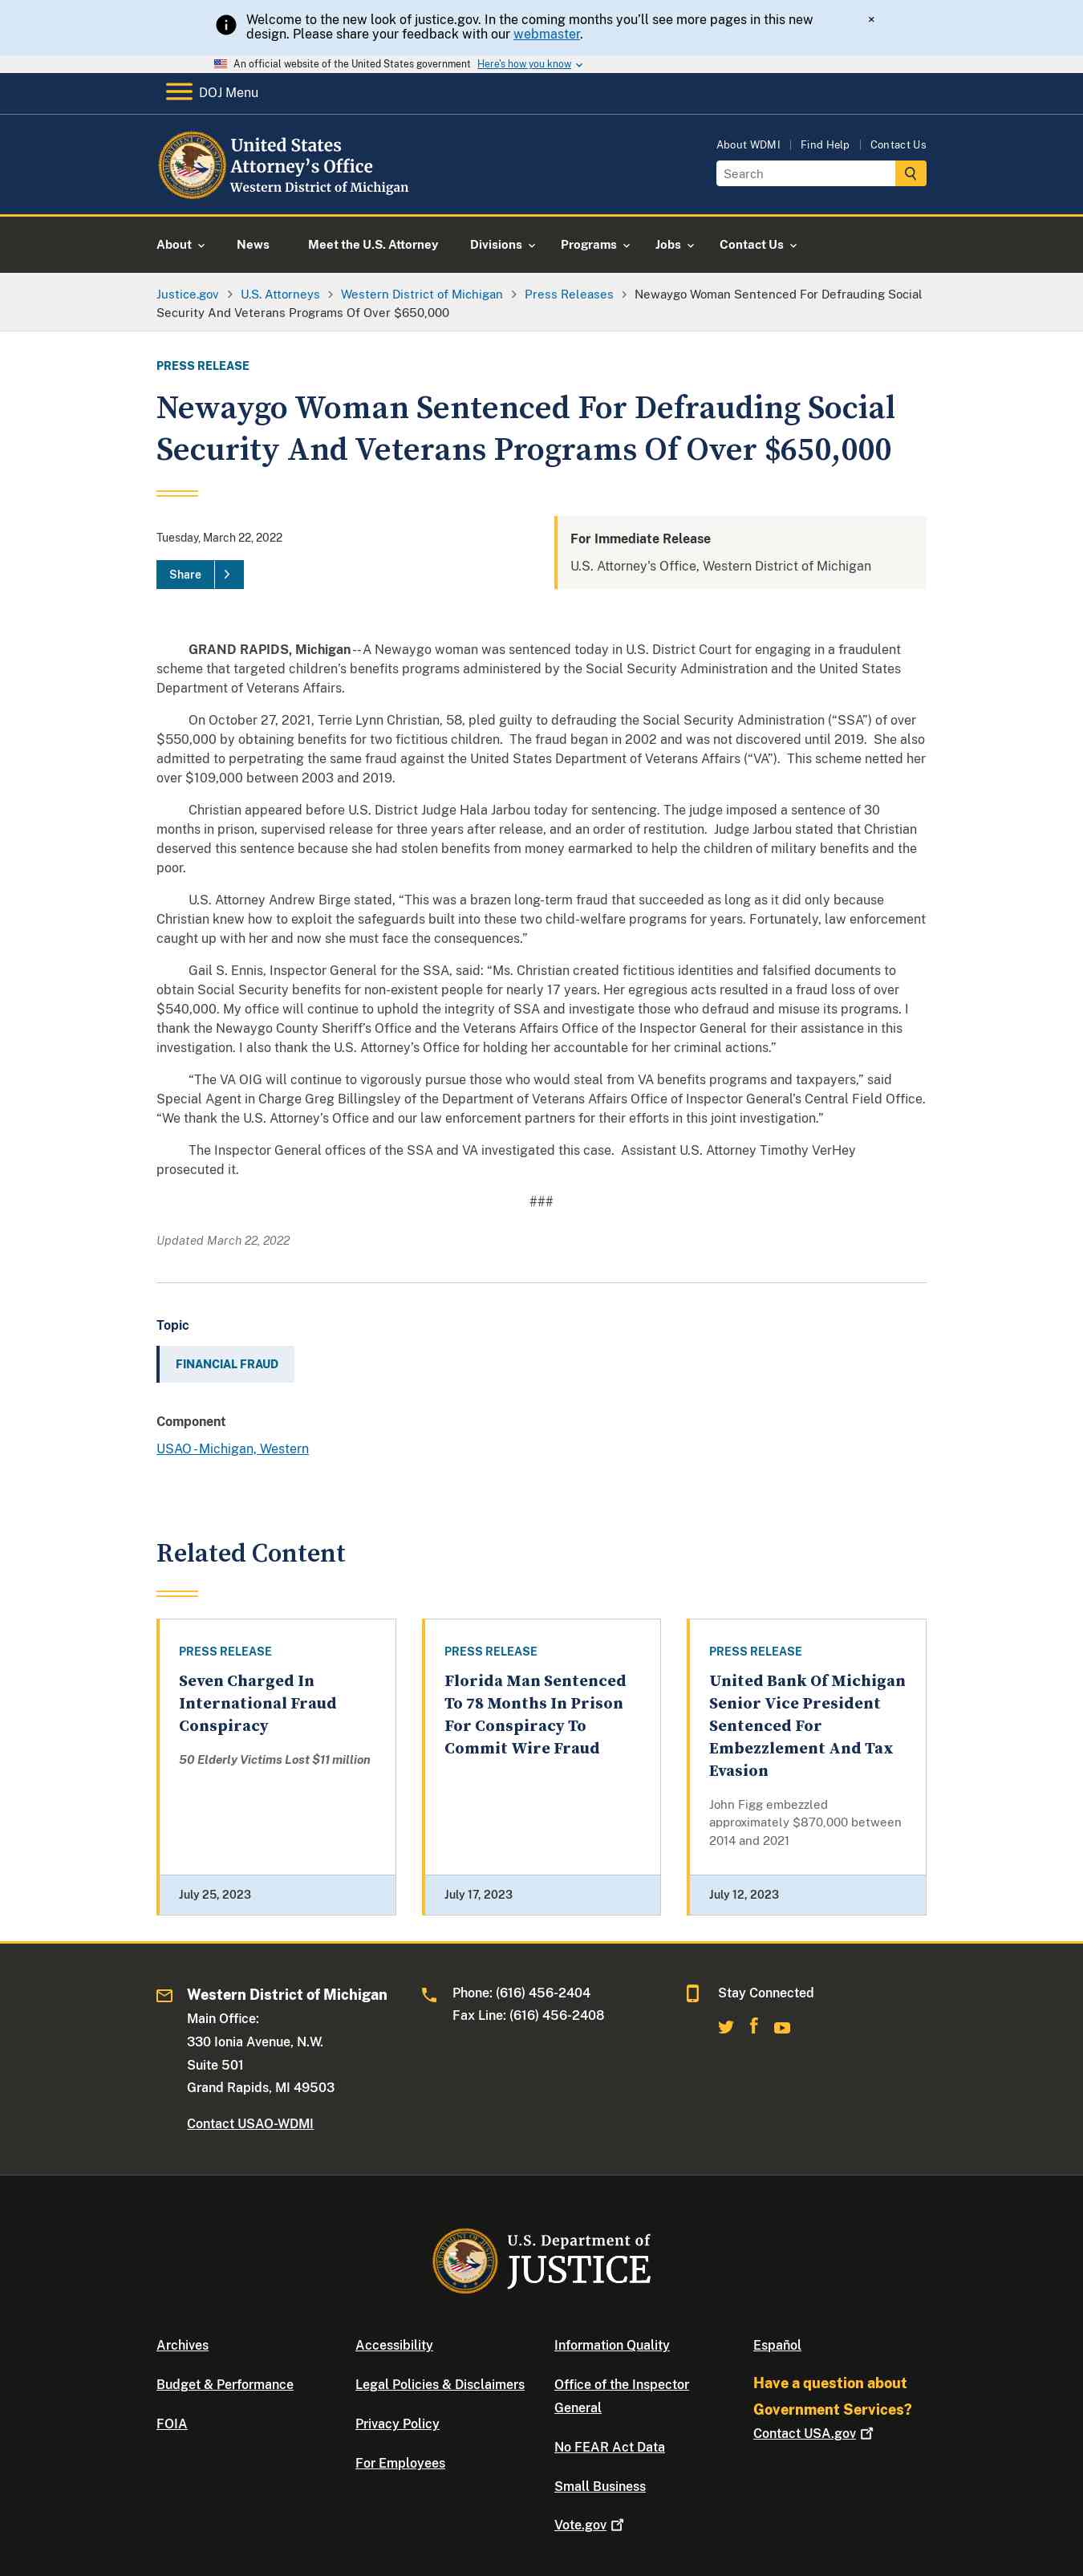 Welcome to the new look of justice.gov. In the coming months you'll see more pages in this new
design. Please share your feedback with our webmaster.
×
An official website of the United States government Here's how you know
DOJ Menu
United States
Attorney's Office
Western District of Michigan
About WDMI
Find Help
Contact Us
Search
About
News
Meet the U.S. Attorney
Divisions
Programs
Jobs
Contact Us
Justice.gov > U.S. Attorneys > Western District of Michigan > Press Releases > Newaygo Woman Sentenced For Defrauding Social
Security And Veterans Programs Of Over $650,000
PRESS RELEASE
Newaygo Woman Sentenced For Defrauding Social
Security And Veterans Programs Of Over $650,000
Tuesday, March 22, 2022
Share >
For Immediate Release
U.S. Attorney's Office, Western District of Michigan
GRAND RAPIDS, Michigan -- A Newaygo woman was sentenced today in U.S. District Court for engaging in a fraudulent
scheme that targeted children's benefits programs administered by the Social Security Administration and the United States
Department of Veterans Affairs.
On October 27, 2021, Terrie Lynn Christian, 58, pled guilty to defrauding the Social Security Administration (“SSA”) of over
$550,000 by obtaining benefits for two fictitious children. The fraud began in 2002 and was not discovered until 2019. She also
admitted to perpetrating the same fraud against the United States Department of Veterans Affairs (“VA”). This scheme netted her
over $109,000 between 2003 and 2019.
Christian appeared before U.S. District Judge Hala Jarbou today for sentencing. The judge imposed a sentence of 30
months in prison, supervised release for three years after release, and an order of restitution. Judge Jarbou stated that Christian
deserved this sentence because she had stolen benefits from money earmarked to help the children of military benefits and the
poor.
U.S. Attorney Andrew Birge stated, “This was a brazen long-term fraud that succeeded as long as it did only because
Christian knew how to exploit the safeguards built into these two child-welfare programs for years. Fortunately, law enforcement
caught up with her and now she must face the consequences.”
Gail S. Ennis, Inspector General for the SSA, said: “Ms. Christian created fictitious identities and falsified documents to
obtain Social Security benefits for non-existent people for nearly 17 years. Her egregious acts resulted in a fraud loss of over
$540,000. My office will continue to uphold the integrity of SSA and investigate those who defraud and misuse its programs. I
thank the Newaygo County Sheriff's Office and the Veterans Affairs Office of the Inspector General for their assistance in this
investigation. I also thank the U.S. Attorney's Office for holding her accountable for her criminal actions.”
“The VA OIG will continue to vigorously pursue those who would steal from VA benefits programs and taxpayers,” said
Special Agent in Charge Greg Billingsley of the Department of Veterans Affairs Office of Inspector General's Central Field Office.
“We thank the U.S. Attorney's Office and our law enforcement partners for their efforts in this joint investigation.”
The Inspector General offices of the SSA and VA investigated this case. Assistant U.S. Attorney Timothy VerHey
prosecuted it.
###
Updated March 22, 2022
Topic
FINANCIAL FRAUD
Component
USAO - Michigan, Western
Related Content
PRESS RELEASE
Seven Charged In
International Fraud
Conspiracy
50 Elderly Victims Lost $11 million
July 25, 2023
PRESS RELEASE
Florida Man Sentenced
To 78 Months In Prison
For Conspiracy To
Commit Wire Fraud
July 17, 2023
PRESS RELEASE
United Bank Of Michigan
Senior Vice President
Sentenced For
Embezzlement And Tax
Evasion
John Figg embezzled
approximately $870,000 between
2014 and 2021
July 12, 2023
Western District of Michigan
Main Office:
330 Ionia Avenue, N.W.
Suite 501
Grand Rapids, MI 49503
Contact USAO-WDMI
Phone: (616) 456-2404
Fax Line: (616) 456-2408
Stay Connected
U.S. Department of
JUSTICE
Archives
Budget & Performance
FOIA
Accessibility
Legal Policies & Disclaimers
Privacy Policy
For Employees
Information Quality
Office of the Inspector
General
No FEAR Act Data
Small Business
Vote.gov
Español
Have a question about
Government Services?
Contact USA.gov